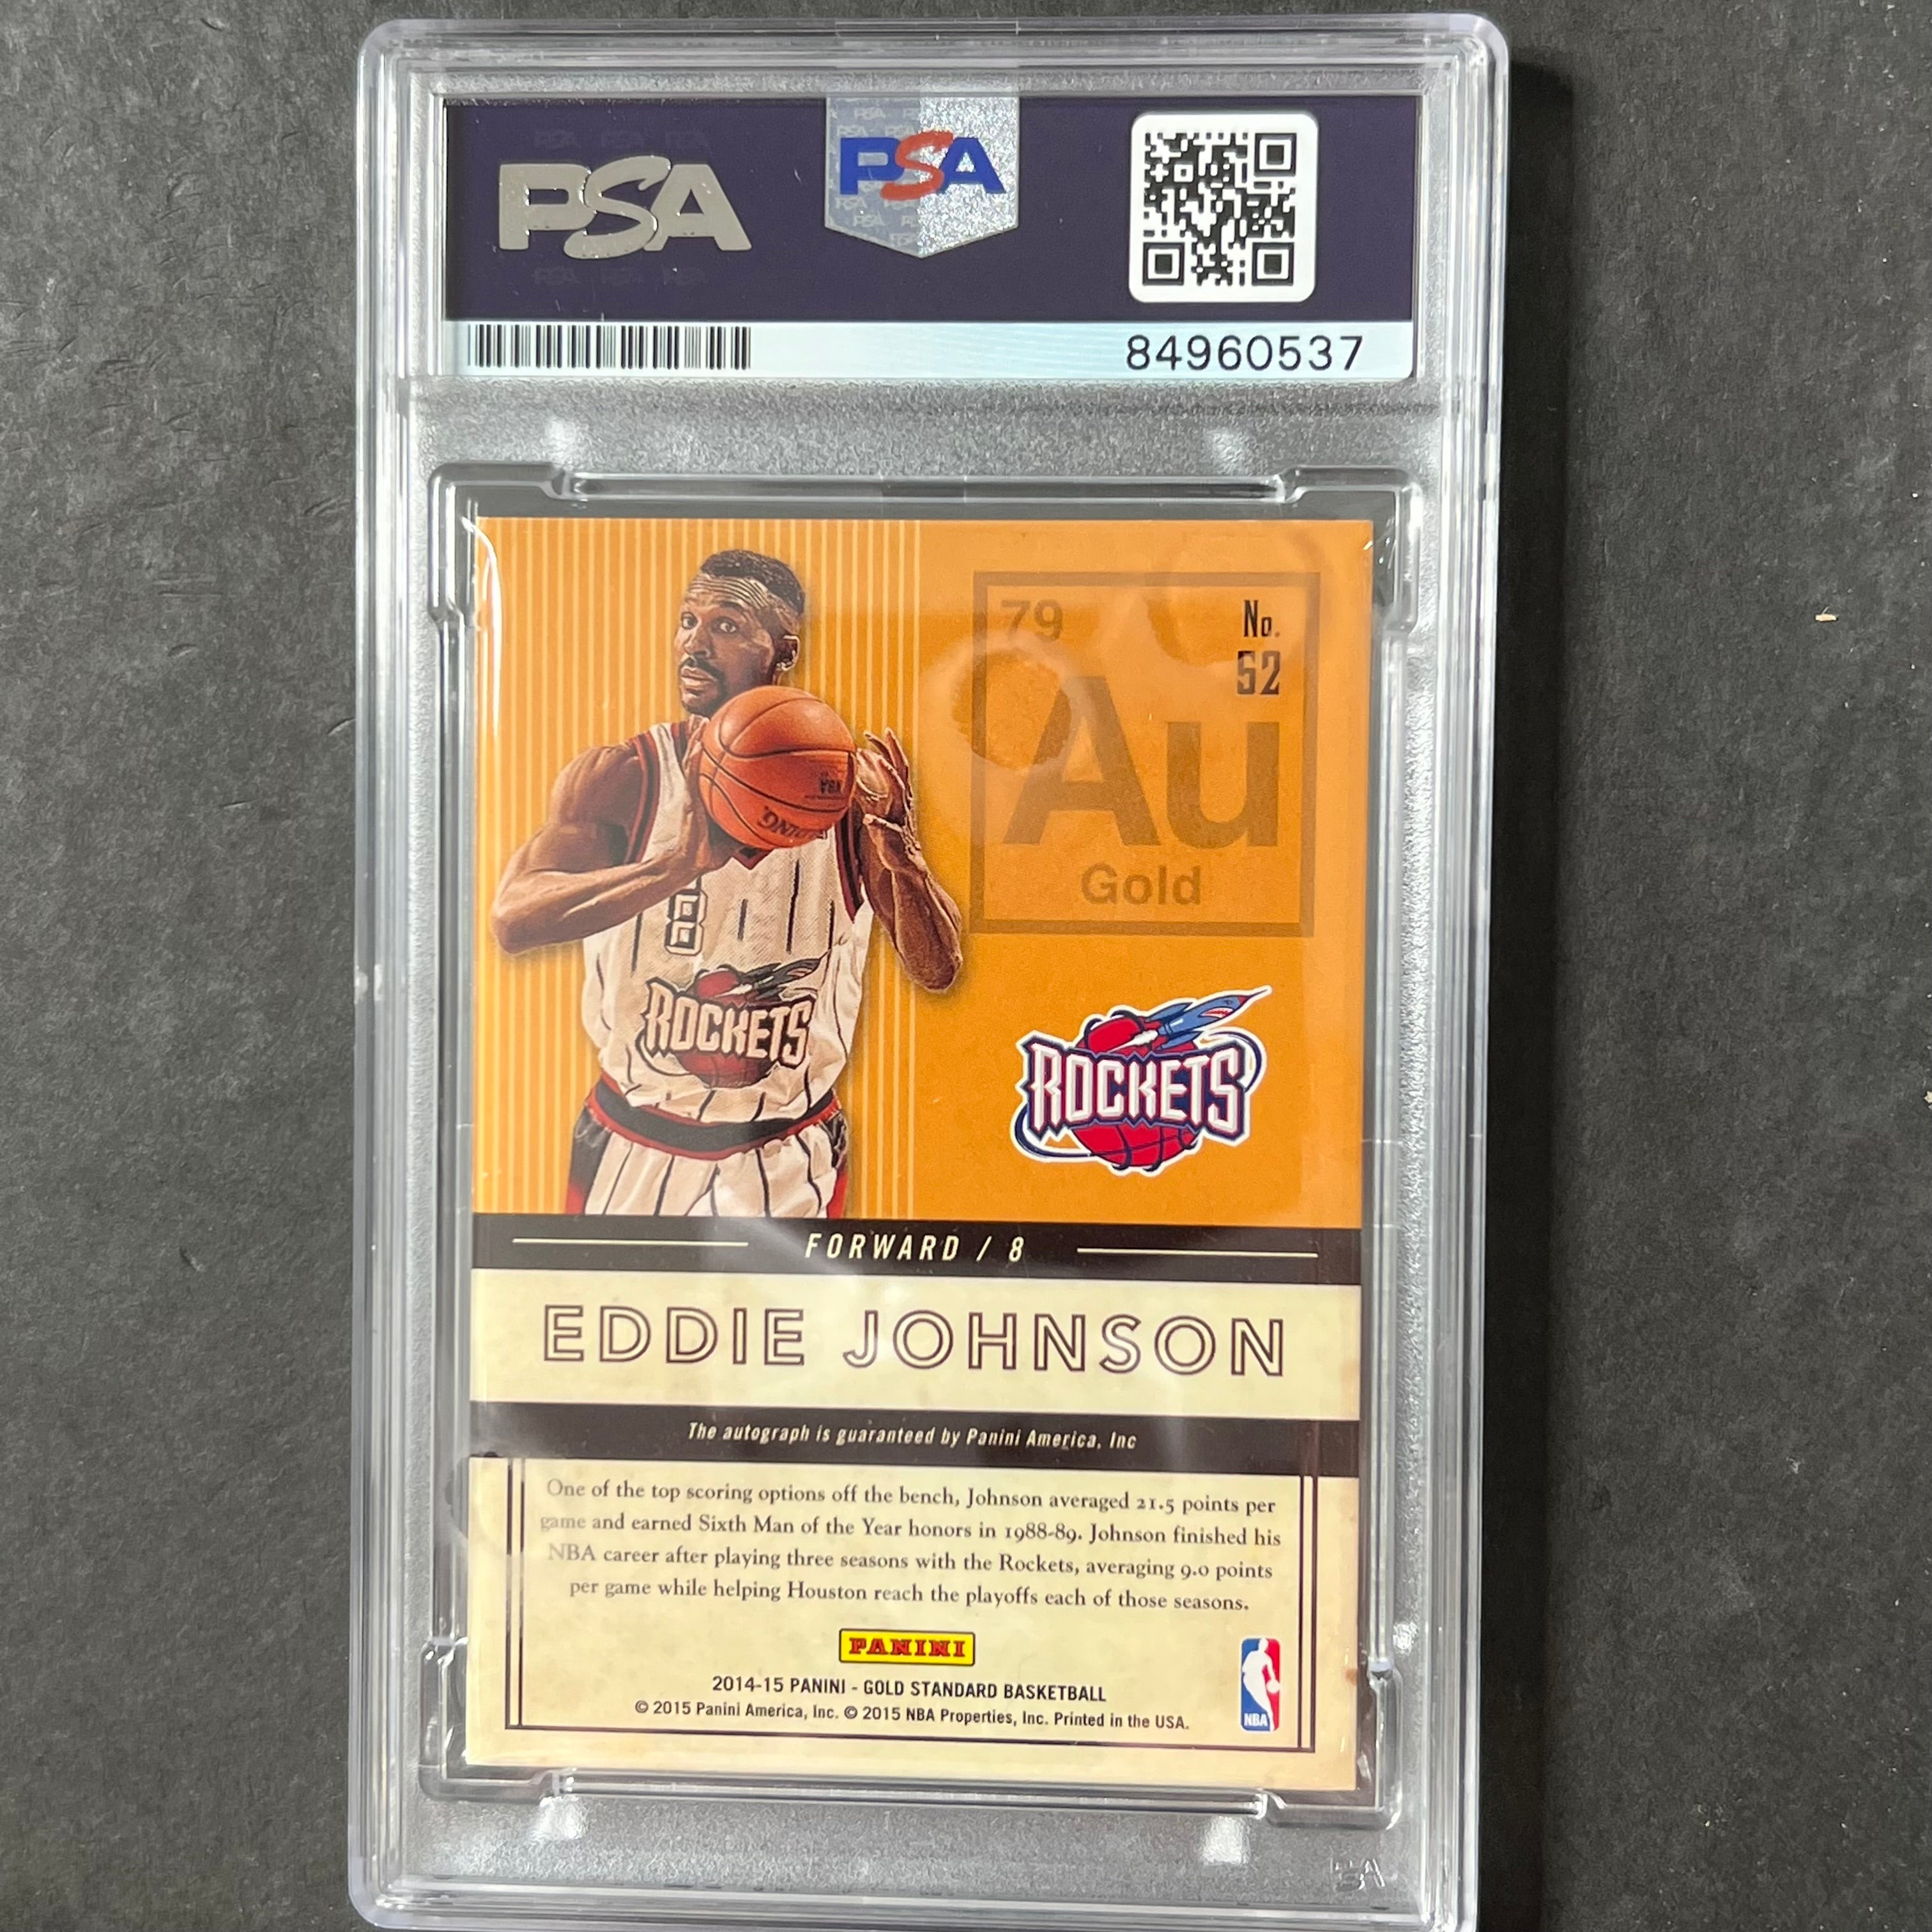 PSA
PSA
84960537
79
No.
52
Au
Gold
8
ROCKETS
ROCKETS
FORWARD / 8
EDDIE JOHNSON
The autograph is guaranteed by Panini America, Inc
One of the top scoring options off the bench, Johnson averaged 21.5 points per
game and earned Sixth Man of the Year honors in 1988-89. Johnson finished his
NBA career after playing three seasons with the Rockets, averaging 9.0 points
per game while helping Houston reach the playoffs each of those seasons.
PANINI
2014-15 PANINI - GOLD STANDARD BASKETBALL
© 2015 Panini America, Inc. © 2015 NBA Properties, Inc. Printed in the USA.
NBA